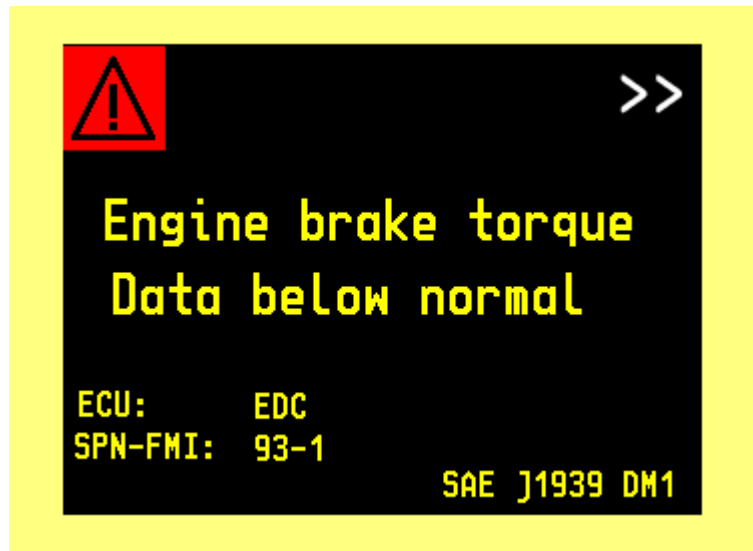 >>
Engine brake torque
Data below normal
ECU: EDC
SPN-FMI: 93-1
SAE J1939 DM1